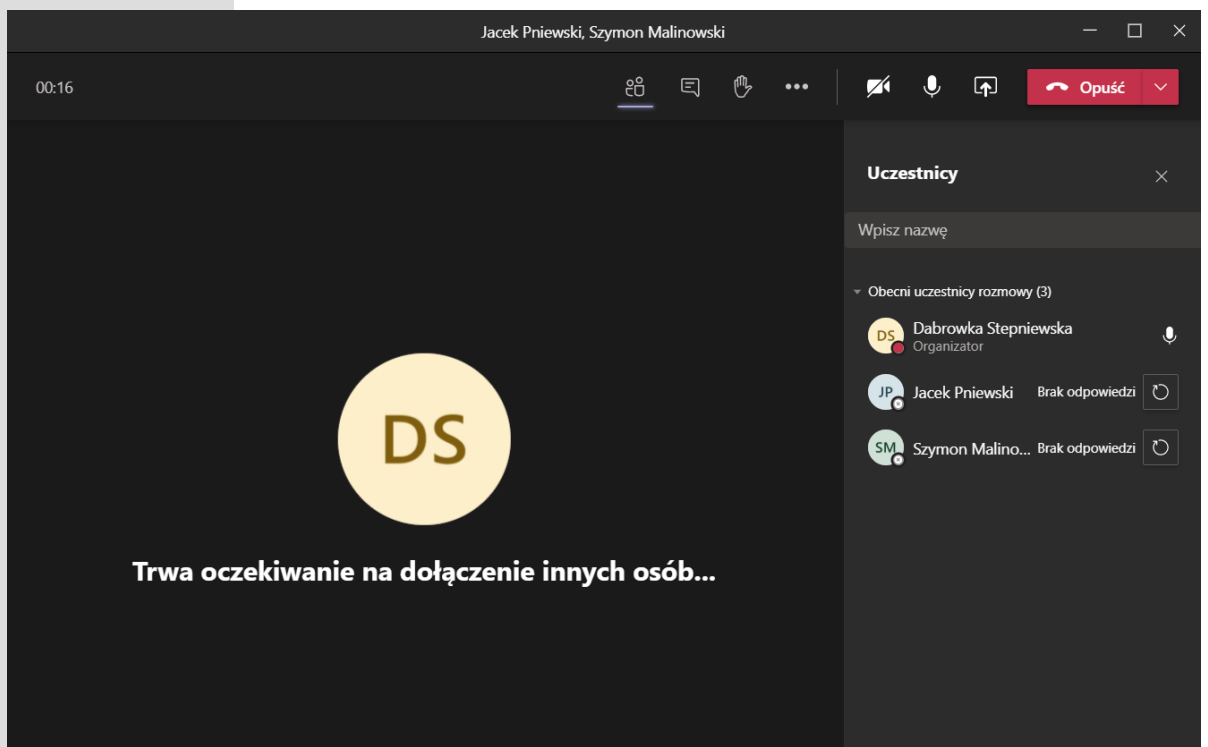 Jacek Pniewski, Szymon Malinowski
00:16
Opuść
Uczestnicy
Wpisz nazwę
Obecni uczestnicy rozmowy (3)
DS
Dabrowka Stepniewska
Organizator
JP
Jacek Pniewski
Brak odpowiedzi
SM
Szymon Malino...
Brak odpowiedzi
DS
Trwa oczekiwanie na dołączenie innych osób...